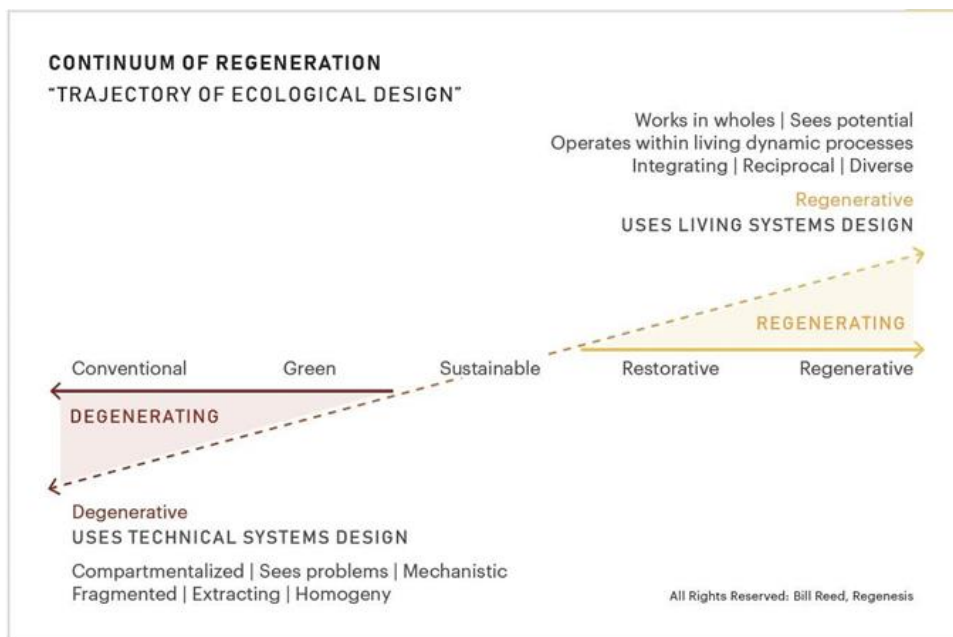 CONTINUUM OF REGENERATION
"TRAJECTORY OF ECOLOGICAL DESIGN"
Works in wholes | Sees potential
Operates within living dynamic processes
Integrating | Reciprocal | Diverse
Regenerative
USES LIVING SYSTEMS DESIGN
REGENERATING
Conventional Green Sustainable Restorative Regenerative
DEGENERATING
Degenerative
USES TECHNICAL SYSTEMS DESIGN
Compartmentalized | Sees problems | Mechanistic
Fragmented | Extracting | Homogeny
All Rights Reserved: Bill Reed, Regenesis